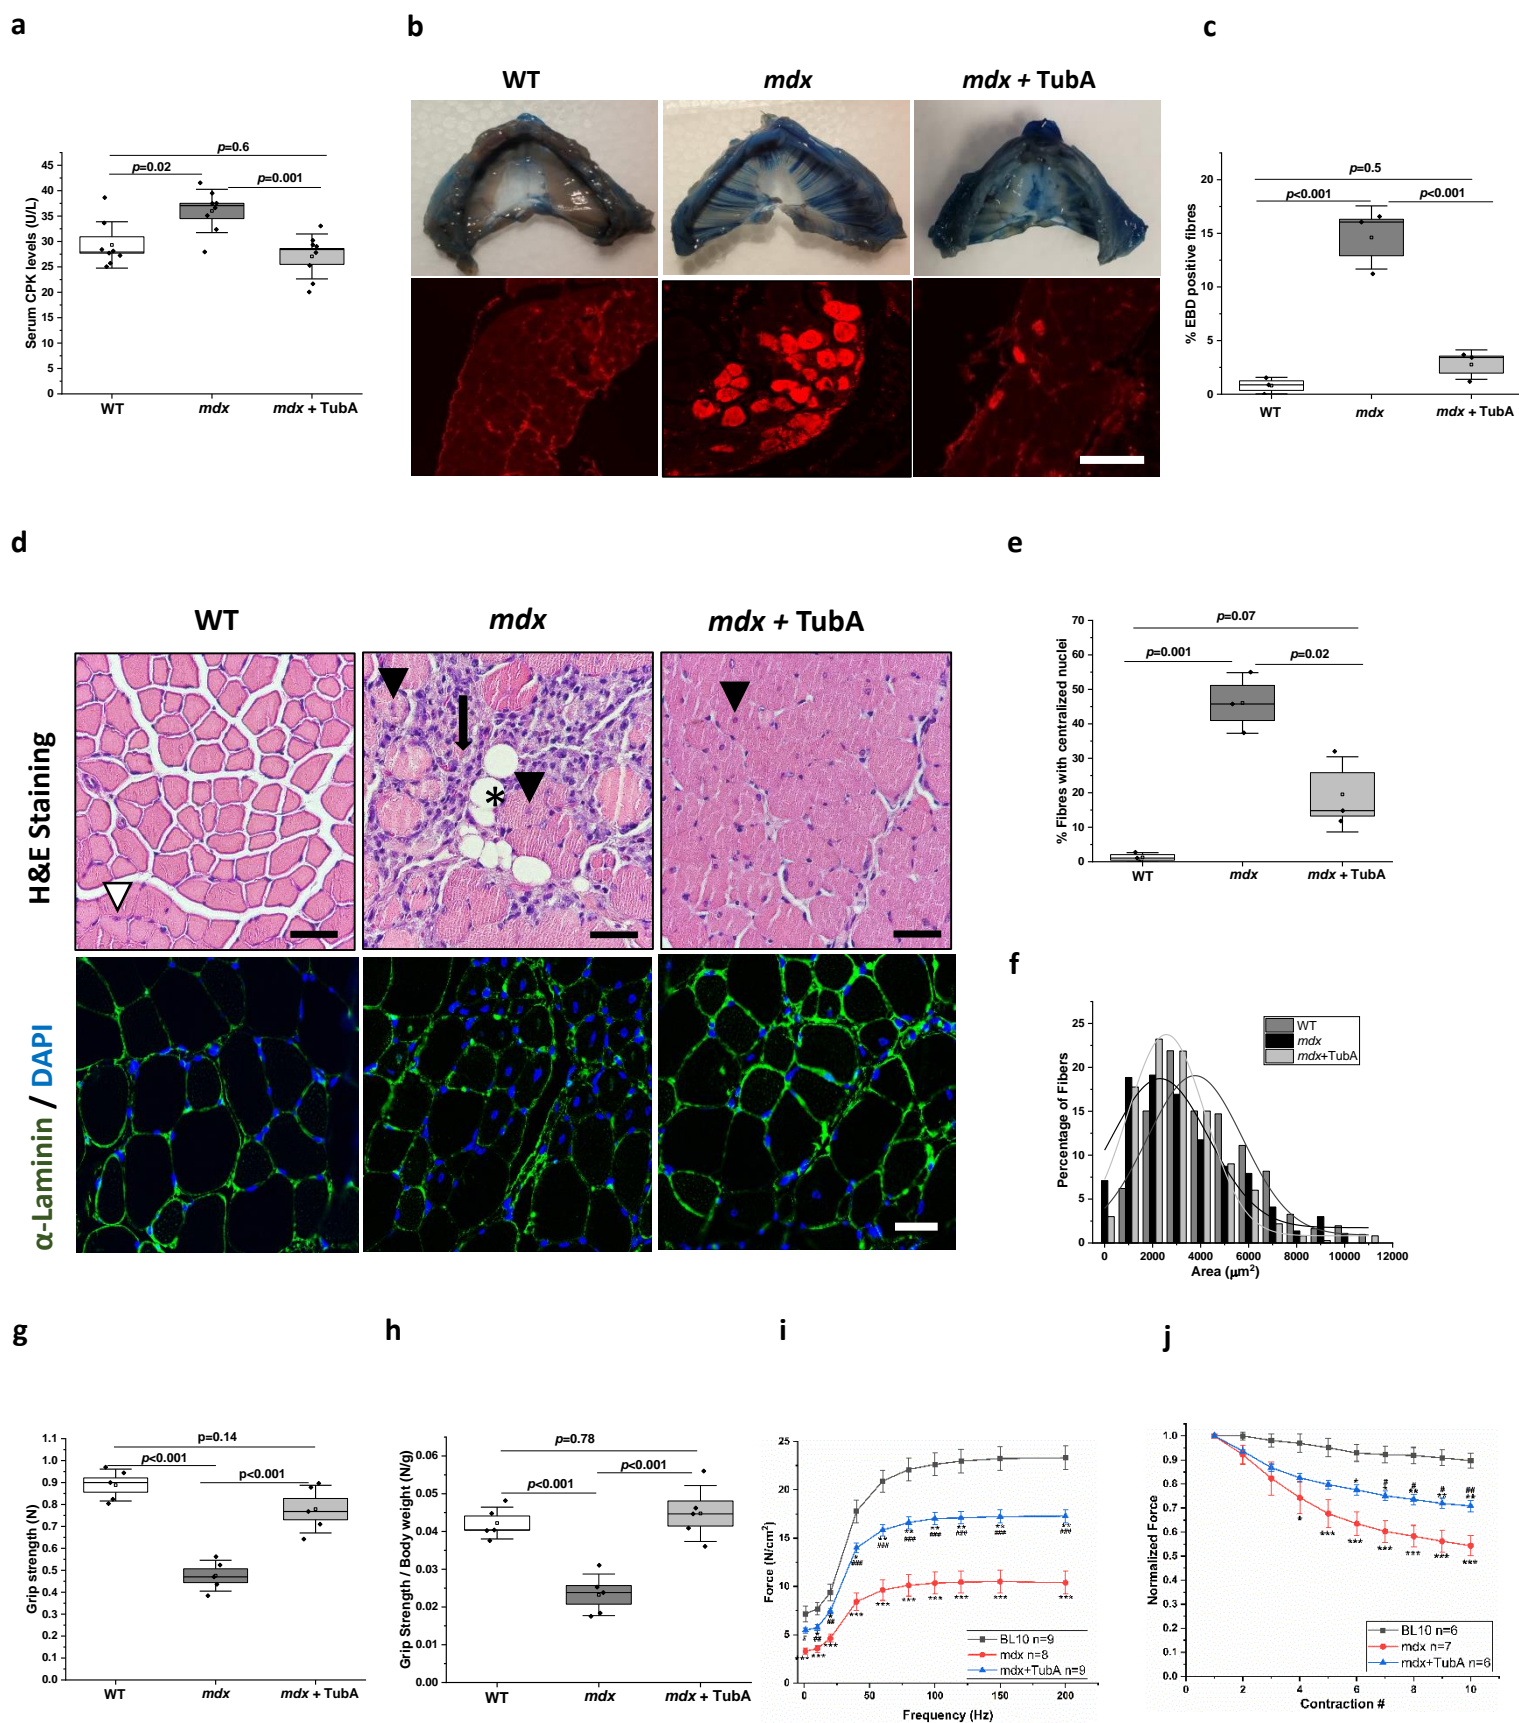 a
b
c
WT
mdx
mdx + TubA
p=0.6
p=0.02
p=0.001
45
40
35
30
25
20
15
10
5
0
Serum CPK levels (U/L)
WT
mdx
mdx + TubA
p=0.5
p<0.001
p<0.001
20
15
10
5
0
% EBD positive fibres
WT
mdx
mdx + TubA
d
e
WT
mdx
mdx + TubA
H&E Staining
*
α-Laminin / DAPI
p=0.07
p=0.001
p=0.02
70
60
50
40
30
20
10
0
% Fibres with centralized nuclei
WT
mdx
mdx + TubA
f
WT
mdx
mdx+TubA
25
20
15
10
5
0
Percentage of Fibers
0 2000 4000 6000 8000 10000 12000
Area (μm²)
g
h
i
j
p=0.14
p<0.001
p<0.001
1.1
1.0
0.9
0.8
0.7
0.6
0.5
0.4
0.3
0.2
0.1
0.0
Grip strength (N)
WT
mdx
mdx + TubA
p=0.78
p<0.001
p<0.001
0.06
0.05
0.04
0.03
0.02
0.01
0.00
Grip Strength / Body weight (N/g)
WT
mdx
mdx + TubA
25
20
15
10
5
0
Force (N/cm²)
BL10 n=9
mdx n=8
mdx+TubA n=9
0 50 100 150 200
Frequency (Hz)
1.0
0.9
0.8
0.7
0.6
0.5
0.4
0.3
0.2
0.1
0.0
Normalized Force
BL10 n=6
mdx n=7
mdx+TubA n=6
0 2 4 6 8 10
Contraction #